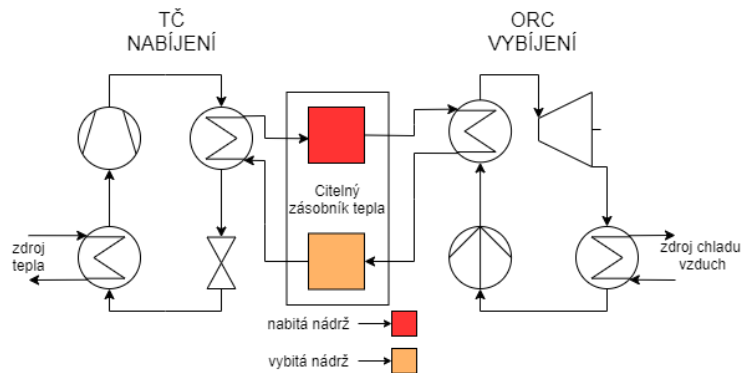 TČ
NABÍJENÍ
ORC
VYBÍJENÍ
Citelný
zásobník tepla
zdroj
tepla
zdroj chladu
vzduch
nabitá nádrž
vybitá nádrž